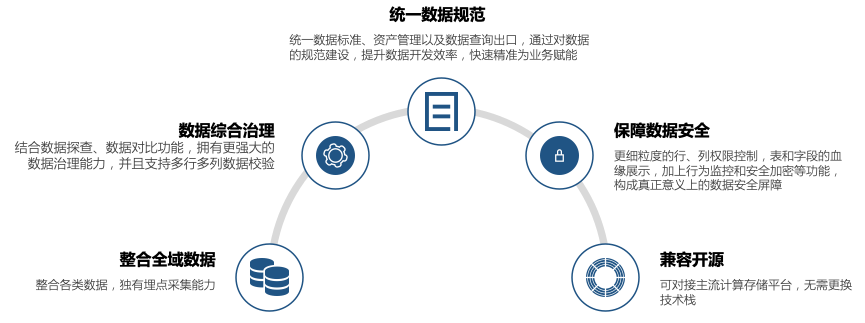 统一数据规范
统一数据标准、资产管理以及数据查询出口，通过对数据
的规范建设，提升数据开发效率，快速精准为业务赋能
数据综合治理
结合数据探查、数据对比功能，拥有更强大的
数据治理能力，并且支持多行多列数据校验
保障数据安全
更细粒度的行、列权限控制，表和字段的血
缘展示，加上行为监控和安全加密等功能，
构成真正意义上的数据安全屏障
整合全域数据
整合各类数据，独有埋点采集能力
兼容开源
可对接主流计算存储平台，无需更换
技术栈